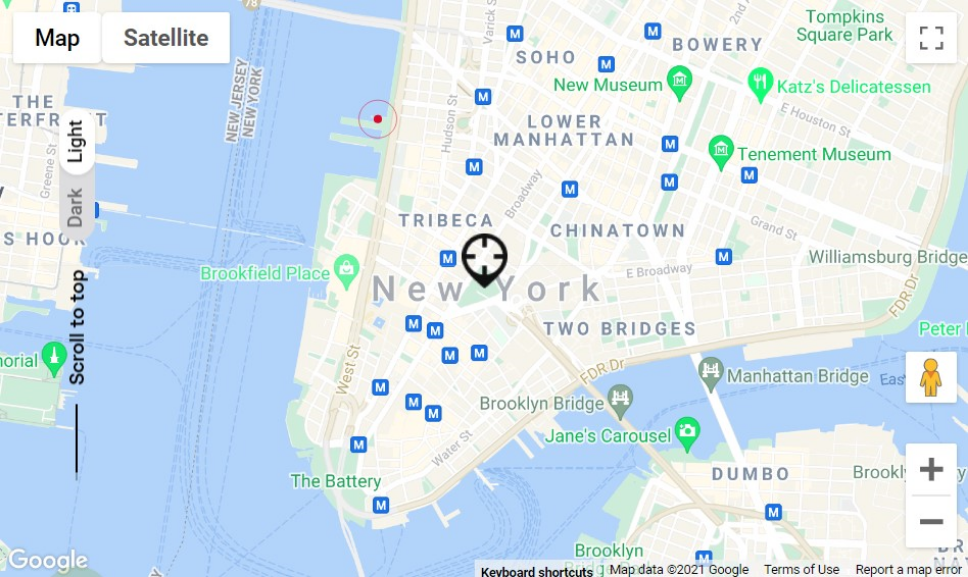 78
Map
Satellite
Varick St
2nd Ave
Tompkins
Square Park
SOHO
BOWERY
New Museum
Katz's Delicatessen
E Houston St
NEW JERSEY
NEW YORK
THE
Hudson St
LOWER
MANHATTAN
Light
Dark
Greene St
Tenement Museum
Broadway
TRIBECA
CHINATOWN
Grand St
S HOOK
Brookfield Place
E Broadway
Williamsburg Bridge
New York
FDR Dr
Scroll to top
TWO BRIDGES
Peter
West St
FDR Dr
Manhattan Bridge
Eas
Brooklyn Bridge
Jane's Carousel
Water St
The Battery
DUMBO
Brookly
Brooklyn
Google
Keyboard shortcuts
Map data ©2021 Google
Terms of Use
Report a map error